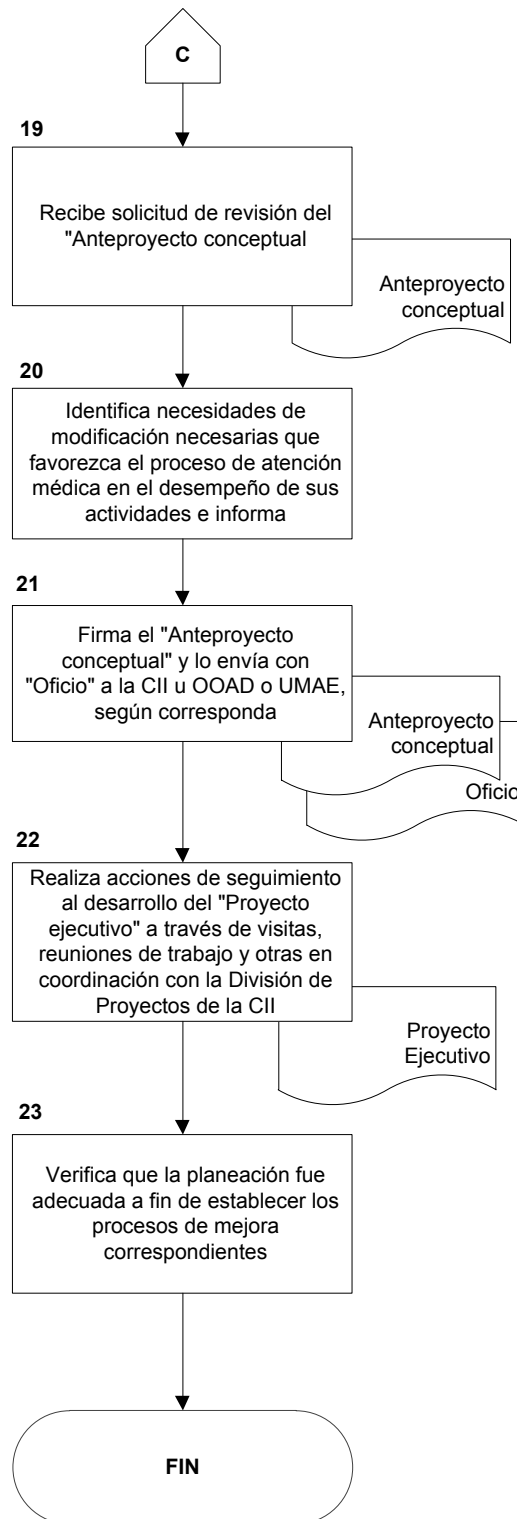 C
19
Recibe solicitud de revisión del
"Anteproyecto conceptual
Anteproyecto
conceptual
20
Identifica necesidades de
modificación necesarias que
favorezca el proceso de atención
médica en el desempeño de sus
actividades e informa
21
Firma el "Anteproyecto
conceptual" y lo envía con
"Oficio" a la CII u OOAD o UMAE,
según corresponda
Anteproyecto
conceptual
Oficio
22
Realiza acciones de seguimiento
al desarrollo del "Proyecto
ejecutivo" a través de visitas,
reuniones de trabajo y otras en
coordinación con la División de
Proyectos de la CII
Proyecto
Ejecutivo
23
Verifica que la planeación fue
adecuada a fin de establecer los
procesos de mejora
correspondientes
FIN